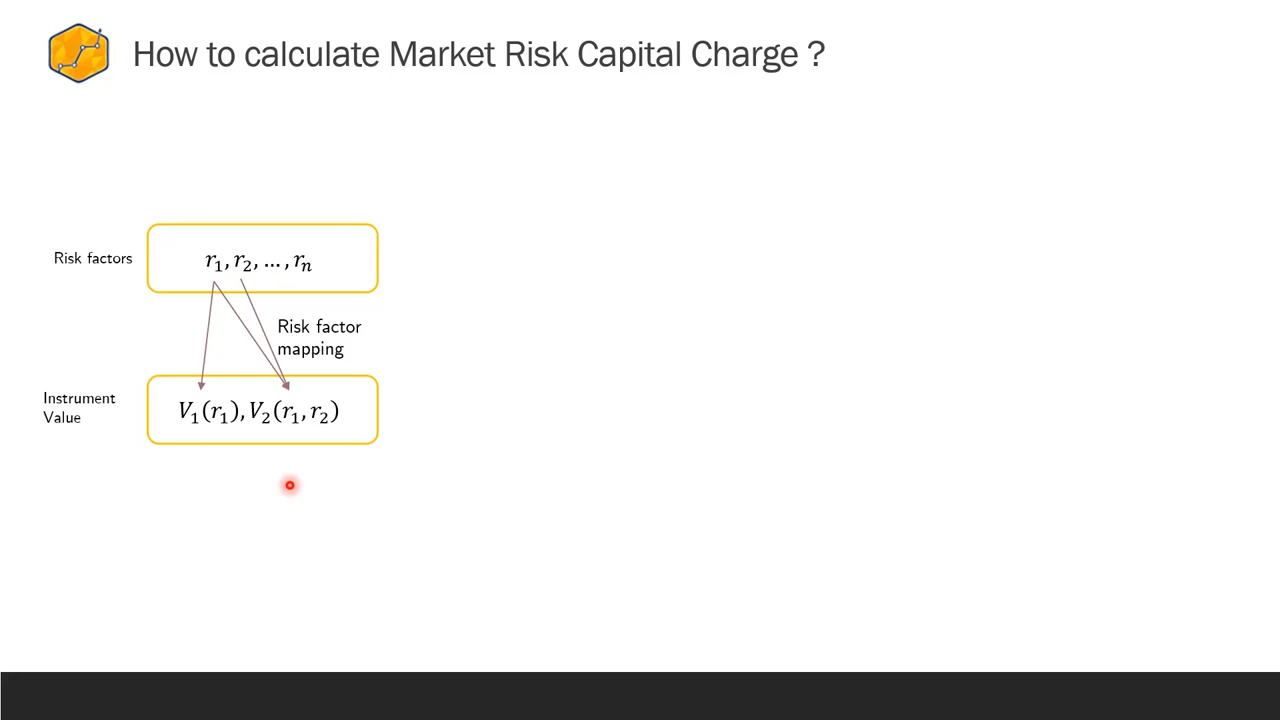 How to calculate Market Risk Capital Charge ?
Risk factors
r₁, r₂, … , rₙ
Risk factor
mapping
Instrument
Value
V₁(r₁), V₂(r₁, r₂)